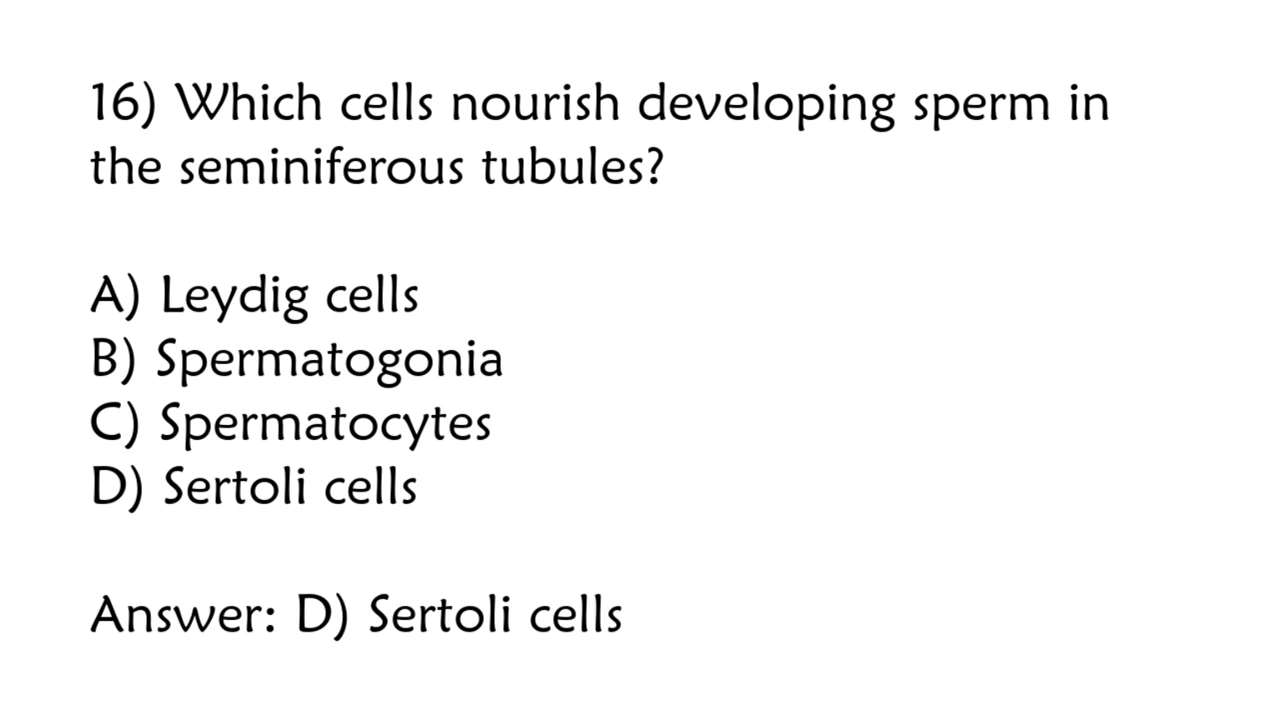 16) Which cells nourish developing sperm in
the seminiferous tubules?
A) Leydig cells
B) Spermatogonia
C) Spermatocytes
D) Sertoli cells
Answer: D) Sertoli cells